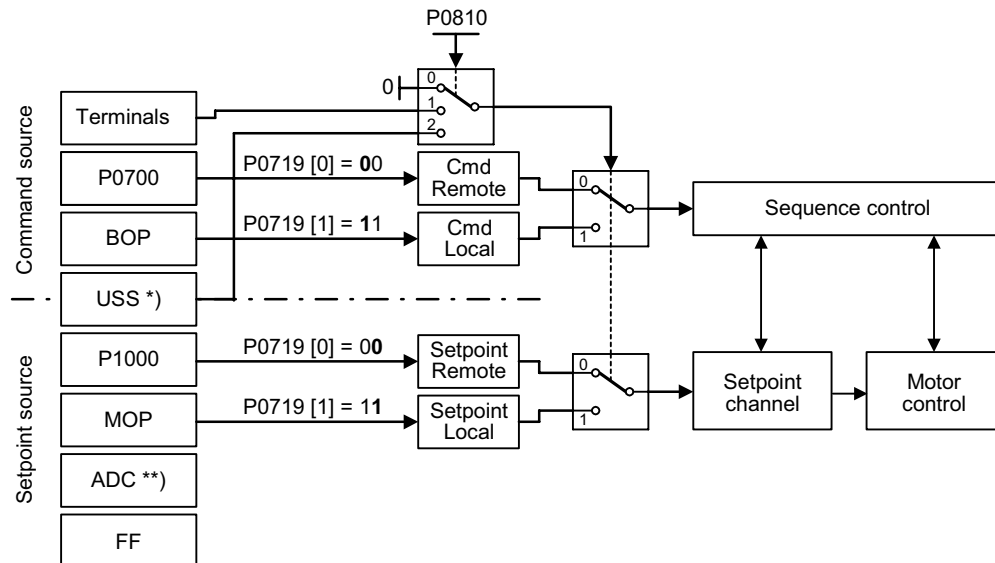 P0810
0
0
1
2
Command source
Terminals
P0700
P0719 [0] = 00
Cmd
Remote
0
1
Sequence control
BOP
P0719 [1] = 11
Cmd
Local
USS *)
Setpoint source
P1000
P0719 [0] = 00
Setpoint
Remote
0
1
Setpoint
channel
Motor
control
MOP
P0719 [1] = 11
Setpoint
Local
ADC **)
FF